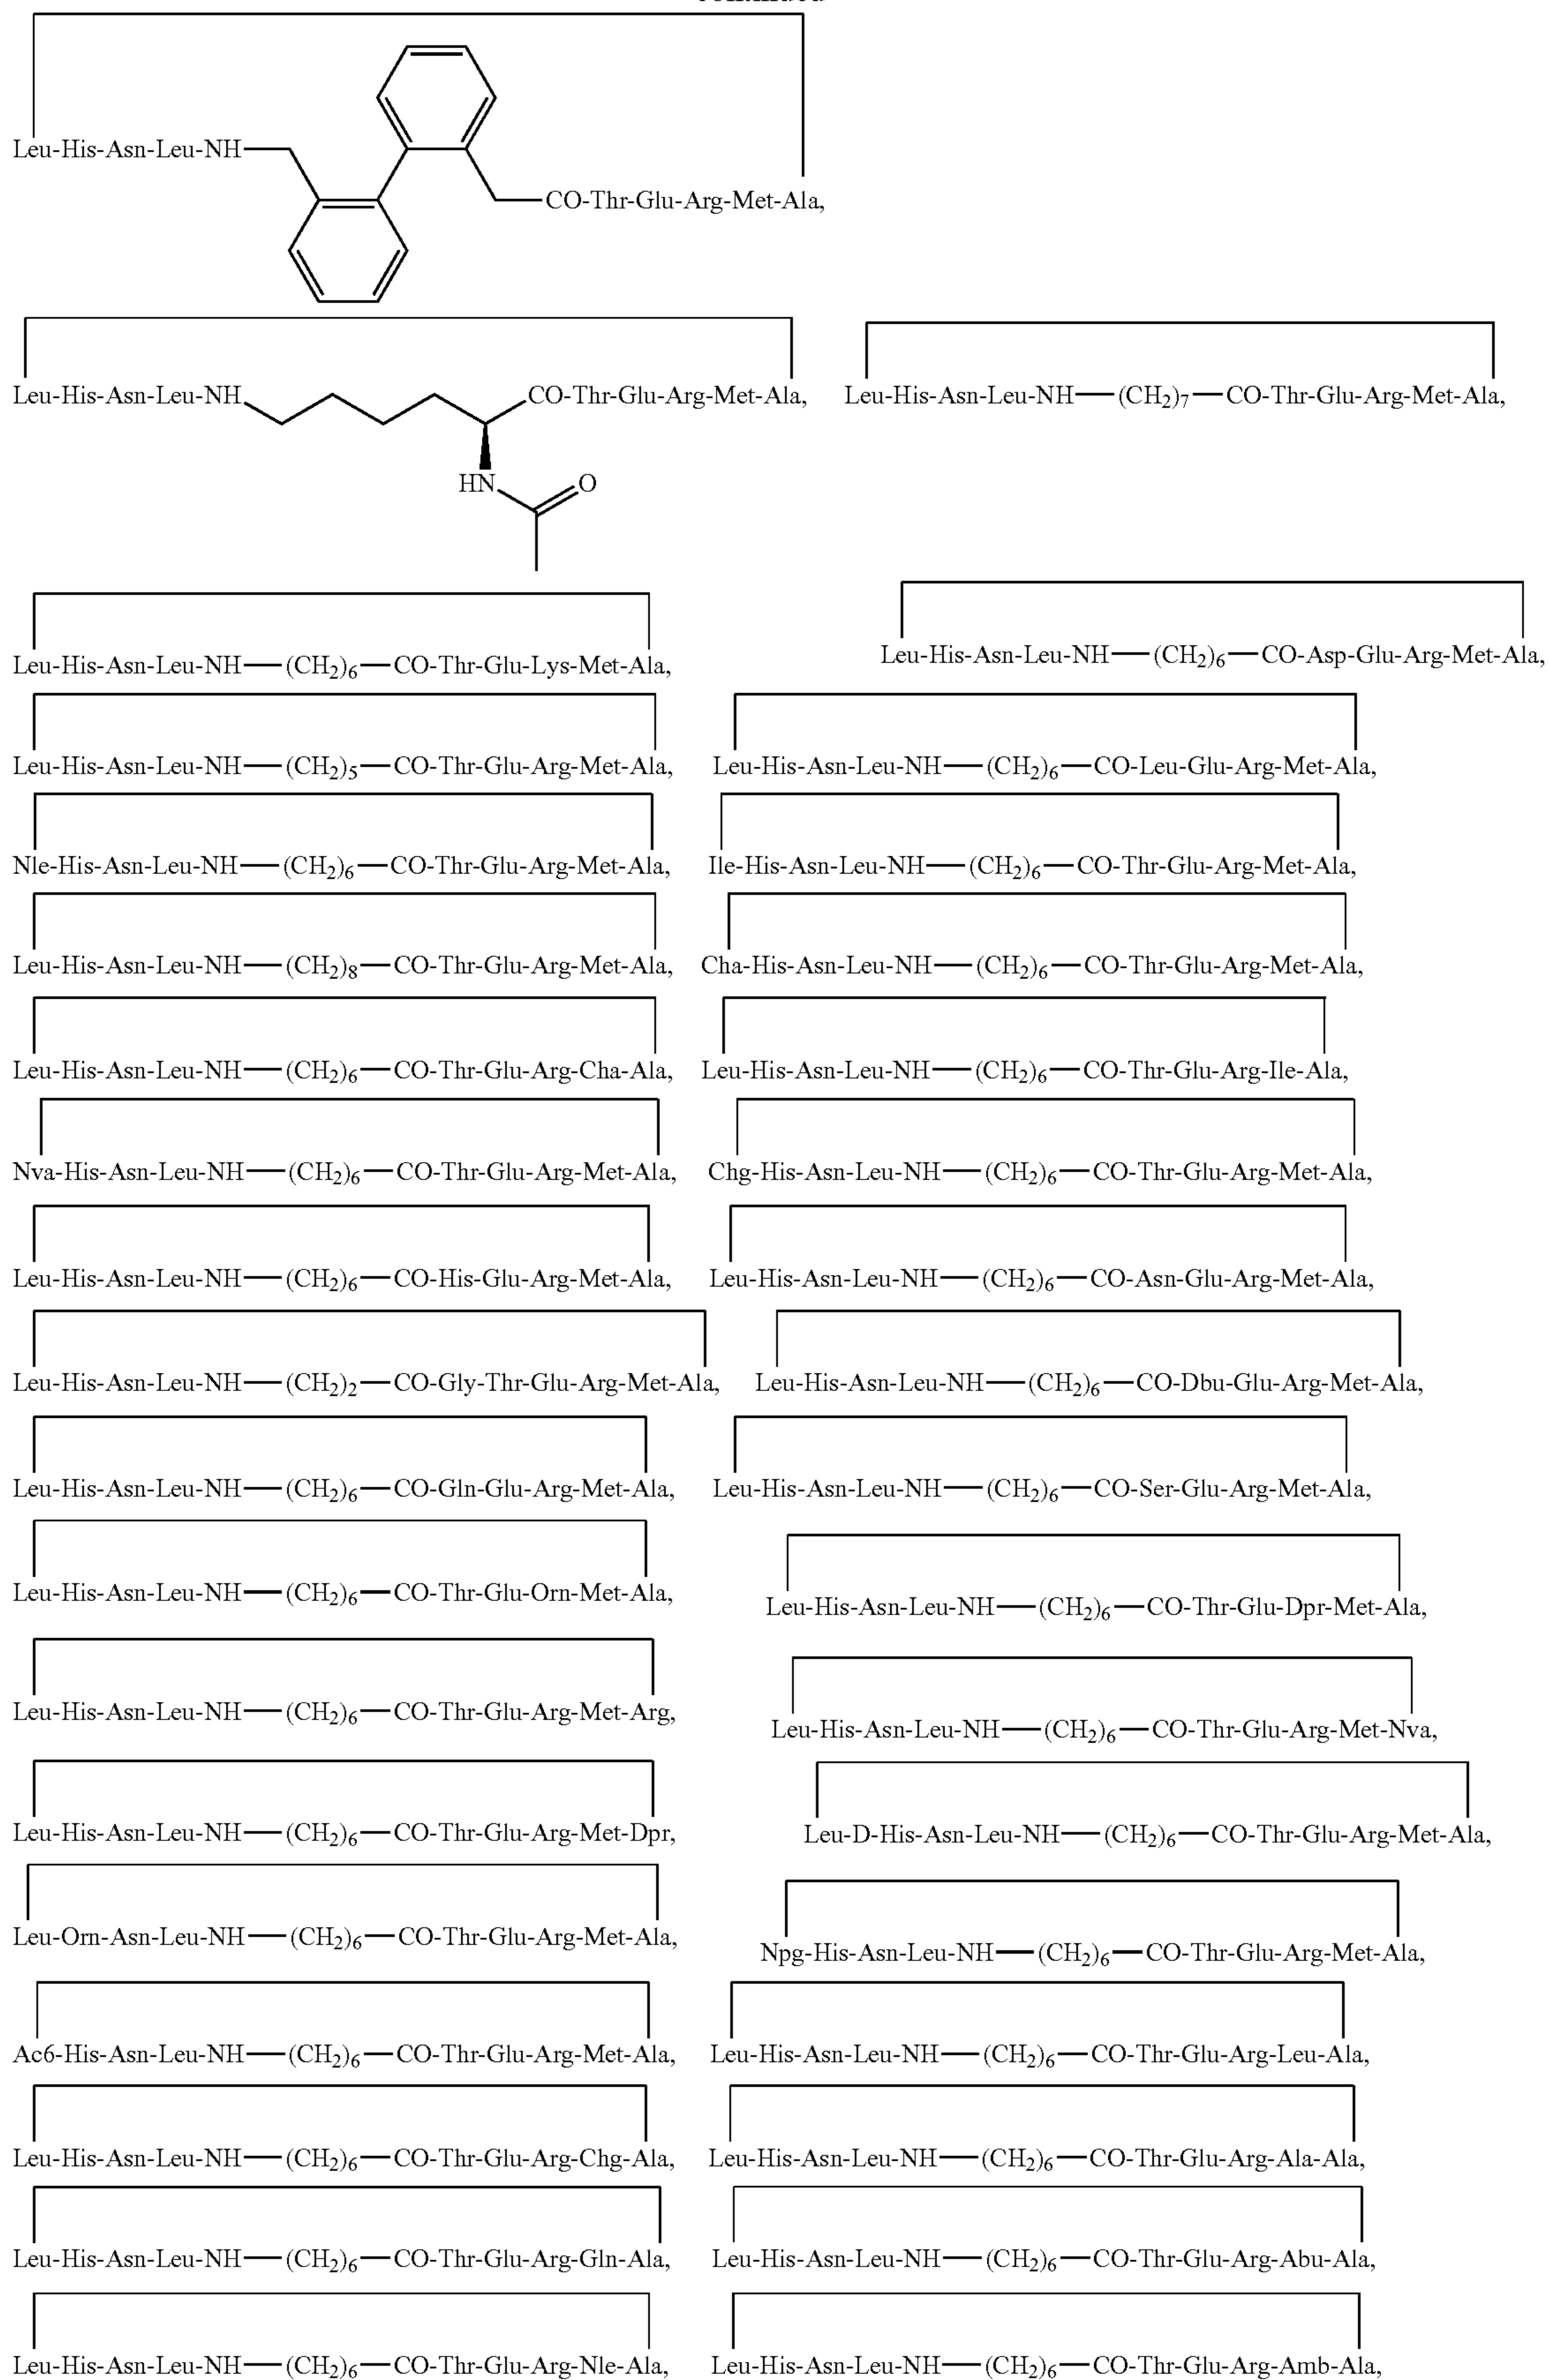 Leu-His-Asn-Leu-NH
CO-Thr-Glu-Arg-Met-Ala,
Leu-His-Asn-Leu-NH CO-Thr-Glu-Arg-Met-Ala, Leu-His-Asn-Leu-NH—(CH₂)₇—CO-Thr-Glu-Arg-Met-Ala,
HN O
Leu-His-Asn-Leu-NH—(CH₂)₆—CO-Thr-Glu-Lys-Met-Ala, Leu-His-Asn-Leu-NH—(CH₂)₆—CO-Asp-Glu-Arg-Met-Ala,
Leu-His-Asn-Leu-NH—(CH₂)₅—CO-Thr-Glu-Arg-Met-Ala, Leu-His-Asn-Leu-NH—(CH₂)₆—CO-Leu-Glu-Arg-Met-Ala,
Nle-His-Asn-Leu-NH—(CH₂)₆—CO-Thr-Glu-Arg-Met-Ala, Ile-His-Asn-Leu-NH—(CH₂)₆—CO-Thr-Glu-Arg-Met-Ala,
Leu-His-Asn-Leu-NH—(CH₂)₈—CO-Thr-Glu-Arg-Met-Ala, Cha-His-Asn-Leu-NH—(CH₂)₆—CO-Thr-Glu-Arg-Met-Ala,
Leu-His-Asn-Leu-NH—(CH₂)₆—CO-Thr-Glu-Arg-Cha-Ala, Leu-His-Asn-Leu-NH—(CH₂)₆—CO-Thr-Glu-Arg-Ile-Ala,
Nva-His-Asn-Leu-NH—(CH₂)₆—CO-Thr-Glu-Arg-Met-Ala, Chg-His-Asn-Leu-NH—(CH₂)₆—CO-Thr-Glu-Arg-Met-Ala,
Leu-His-Asn-Leu-NH—(CH₂)₆—CO-His-Glu-Arg-Met-Ala, Leu-His-Asn-Leu-NH—(CH₂)₆—CO-Asn-Glu-Arg-Met-Ala,
Leu-His-Asn-Leu-NH—(CH₂)₂—CO-Gly-Thr-Glu-Arg-Met-Ala, Leu-His-Asn-Leu-NH—(CH₂)₆—CO-Dbu-Glu-Arg-Met-Ala,
Leu-His-Asn-Leu-NH—(CH₂)₆—CO-Gln-Glu-Arg-Met-Ala, Leu-His-Asn-Leu-NH—(CH₂)₆—CO-Ser-Glu-Arg-Met-Ala,
Leu-His-Asn-Leu-NH—(CH₂)₆—CO-Thr-Glu-Orn-Met-Ala, Leu-His-Asn-Leu-NH—(CH₂)₆—CO-Thr-Glu-Dpr-Met-Ala,
Leu-His-Asn-Leu-NH—(CH₂)₆—CO-Thr-Glu-Arg-Met-Arg, Leu-His-Asn-Leu-NH—(CH₂)₆—CO-Thr-Glu-Arg-Met-Nva,
Leu-His-Asn-Leu-NH—(CH₂)₆—CO-Thr-Glu-Arg-Met-Dpr, Leu-D-His-Asn-Leu-NH—(CH₂)₆—CO-Thr-Glu-Arg-Met-Ala,
Leu-Orn-Asn-Leu-NH—(CH₂)₆—CO-Thr-Glu-Arg-Met-Ala, Npg-His-Asn-Leu-NH—(CH₂)₆—CO-Thr-Glu-Arg-Met-Ala,
Ac6-His-Asn-Leu-NH—(CH₂)₆—CO-Thr-Glu-Arg-Met-Ala, Leu-His-Asn-Leu-NH—(CH₂)₆—CO-Thr-Glu-Arg-Leu-Ala,
Leu-His-Asn-Leu-NH—(CH₂)₆—CO-Thr-Glu-Arg-Chg-Ala, Leu-His-Asn-Leu-NH—(CH₂)₆—CO-Thr-Glu-Arg-Ala-Ala,
Leu-His-Asn-Leu-NH—(CH₂)₆—CO-Thr-Glu-Arg-Gln-Ala, Leu-His-Asn-Leu-NH—(CH₂)₆—CO-Thr-Glu-Arg-Abu-Ala,
Leu-His-Asn-Leu-NH—(CH₂)₆—CO-Thr-Glu-Arg-Nle-Ala, Leu-His-Asn-Leu-NH—(CH₂)₆—CO-Thr-Glu-Arg-Amb-Ala,